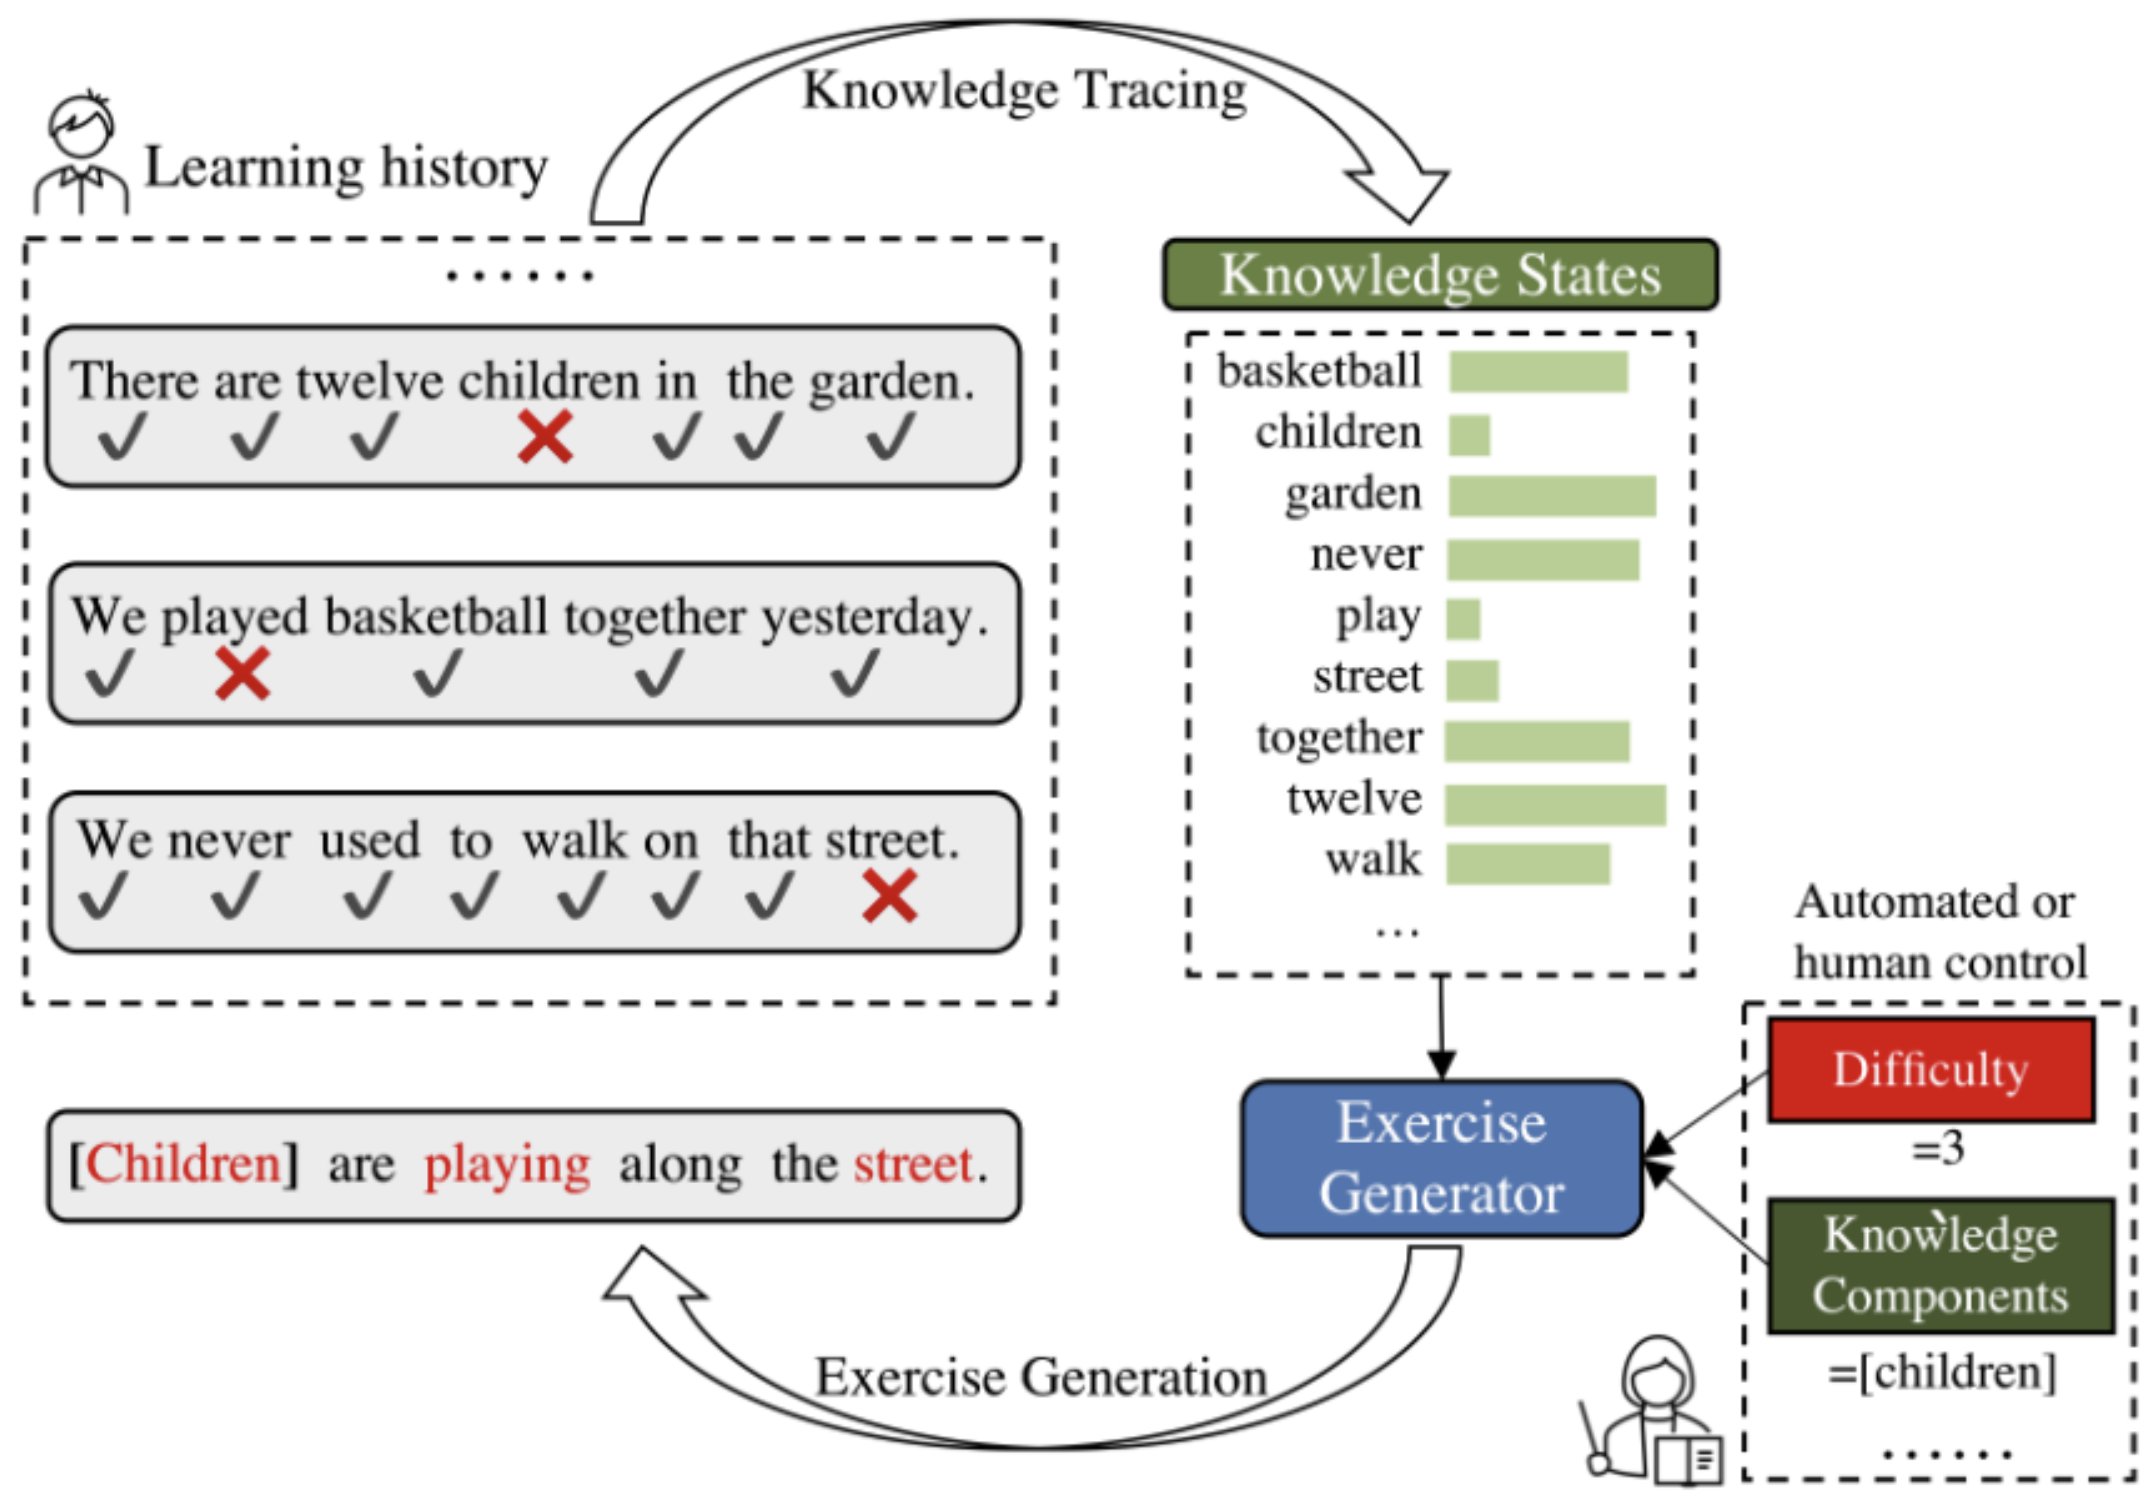 Knowledge Tracing
Learning history
......
There are twelve children in the garden.
We played basketball together yesterday.
We never used to walk on that street.
Knowledge States
basketball
children
garden
never
play
street
together
twelve
walk
...
Automated or
human control
Difficulty
=3
Knowledge
Components
=[children]
......
Exercise
Generator
[Children] are playing along the street.
Exercise Generation